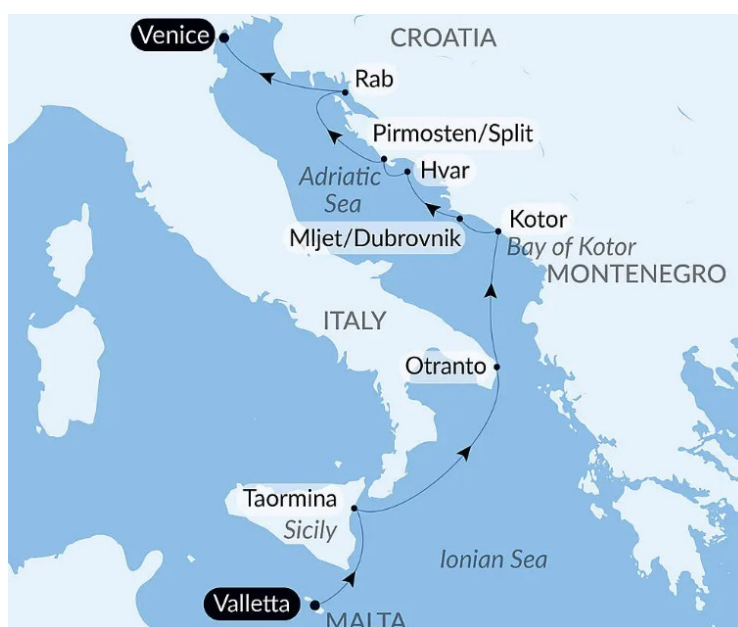 Venice
CROATIA
Rab
Pirmosten/Split
Adriatic
Sea
Hvar
Mljet/Dubrovnik
Kotor
Bay of Kotor
MONTENEGRO
ITALY
Otranto
Taormina
Sicily
Ionian Sea
Valletta
MALTA